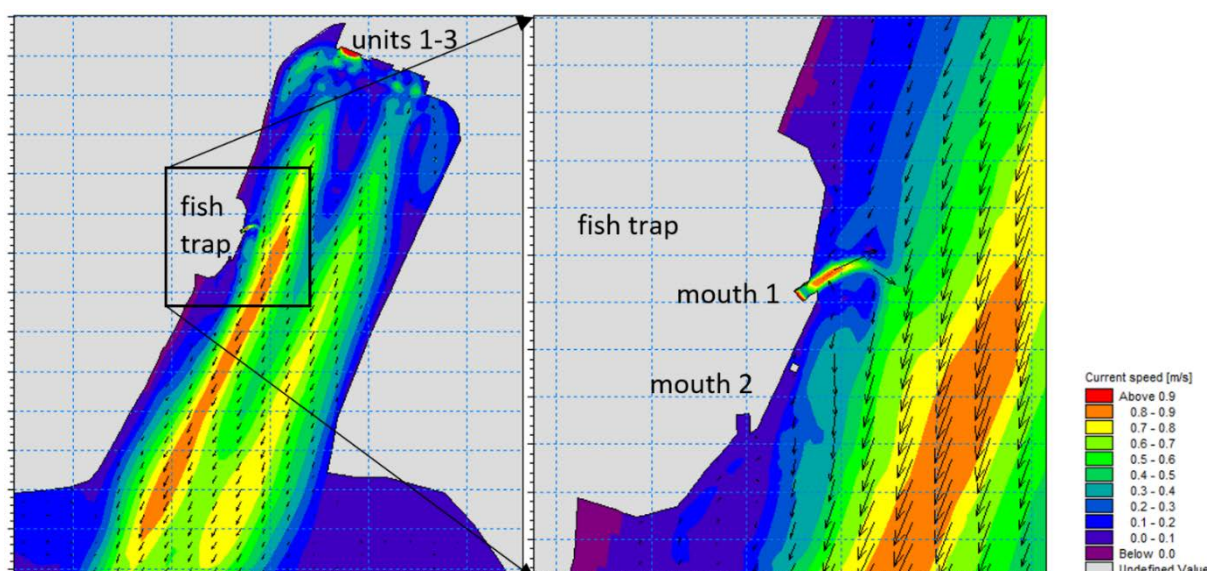 units 1-3
fish
trap
fish trap
mouth 1
mouth 2
Current speed [m/s]
Above 0.9
0.8 - 0.9
0.7 - 0.8
0.6 - 0.7
0.5 - 0.6
0.4 - 0.5
0.3 - 0.4
0.2 - 0.3
0.1 - 0.2
0.0 - 0.1
Below 0.0
Undefined Value